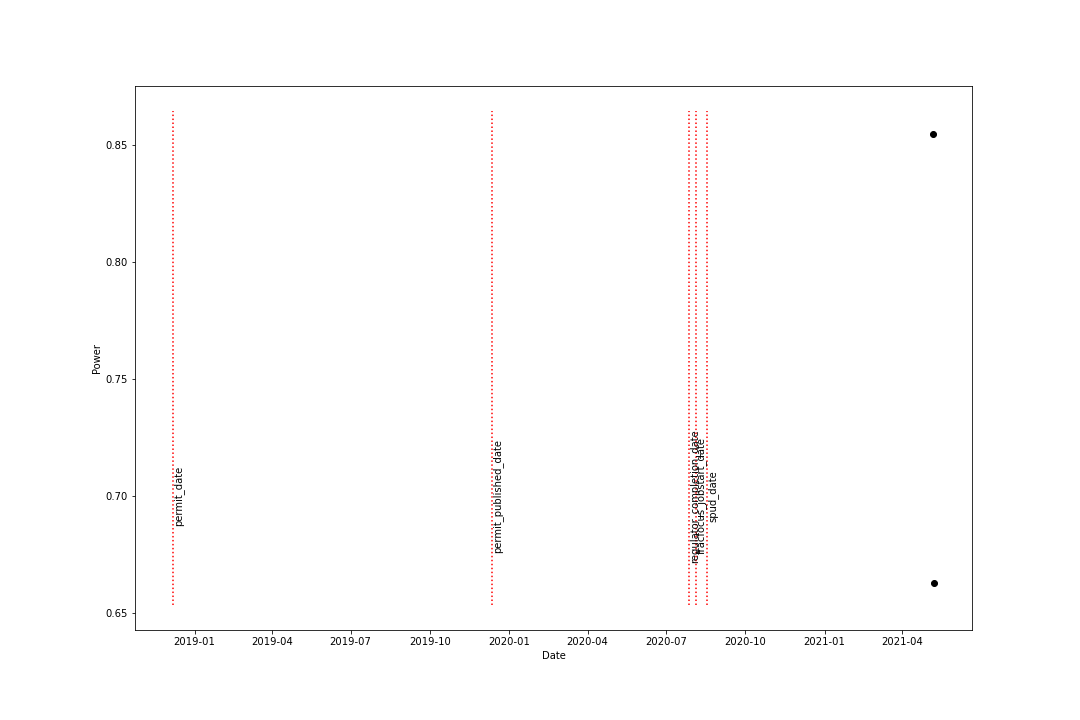 0.85
0.80
0.75
0.70
0.65
Power
permit_date
permit_published_date
regulator_completion_date
fracfocus_jobstart_date
spud_date
2019-01
2019-04
2019-07
2019-10
2020-01
2020-04
2020-07
2020-10
2021-01
2021-04
Date